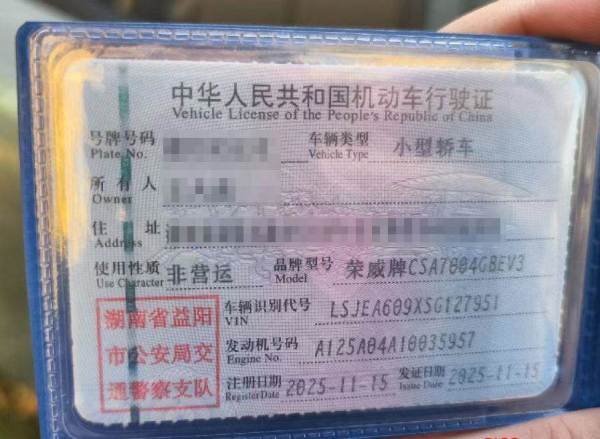 中华人民共和国机动车行驶证
Vehicle License of the People's Republic of China
号牌号码 车辆类型 小型轿车
Plate No. Vehicle Type
所有人
Owner
住址
Address
使用性质 非营运 品牌型号 荣威牌CSA7004GBEV3
Use Character Model
湖南省益阳
市公安局交
通警察支队
车辆识别代号 LSJEA609XSG127951
VIN
发动机号码 A125A04A10035957
Engine No.
注册日期 2025-11-15 发证日期 2025-11-15
Register Date Issue Date